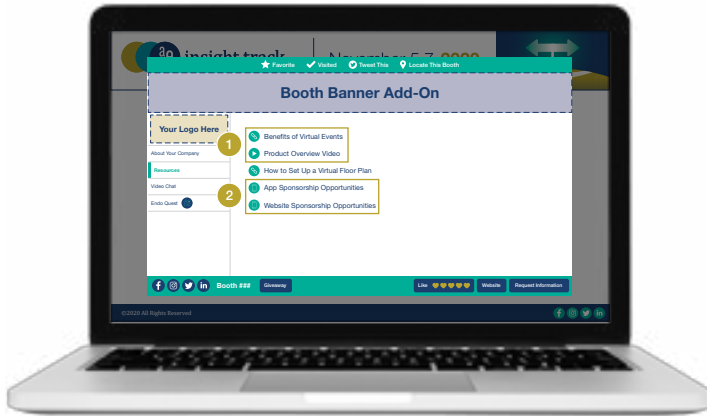 insight track
November 5-7, 2020
Favorite Visited Tweet This Locate This Booth
Booth Banner Add-On
Your Logo Here
1
Benefits of Virtual Events
About Your Company
Product Overview Video
Resources
How to Set Up a Virtual Floor Plan
Video Chat
2
App Sponsorship Opportunities
Endo Quest
Website Sponsorship Opportunities
Booth ### Giveaway Like Website Request Information
©2020 All Rights Reserved